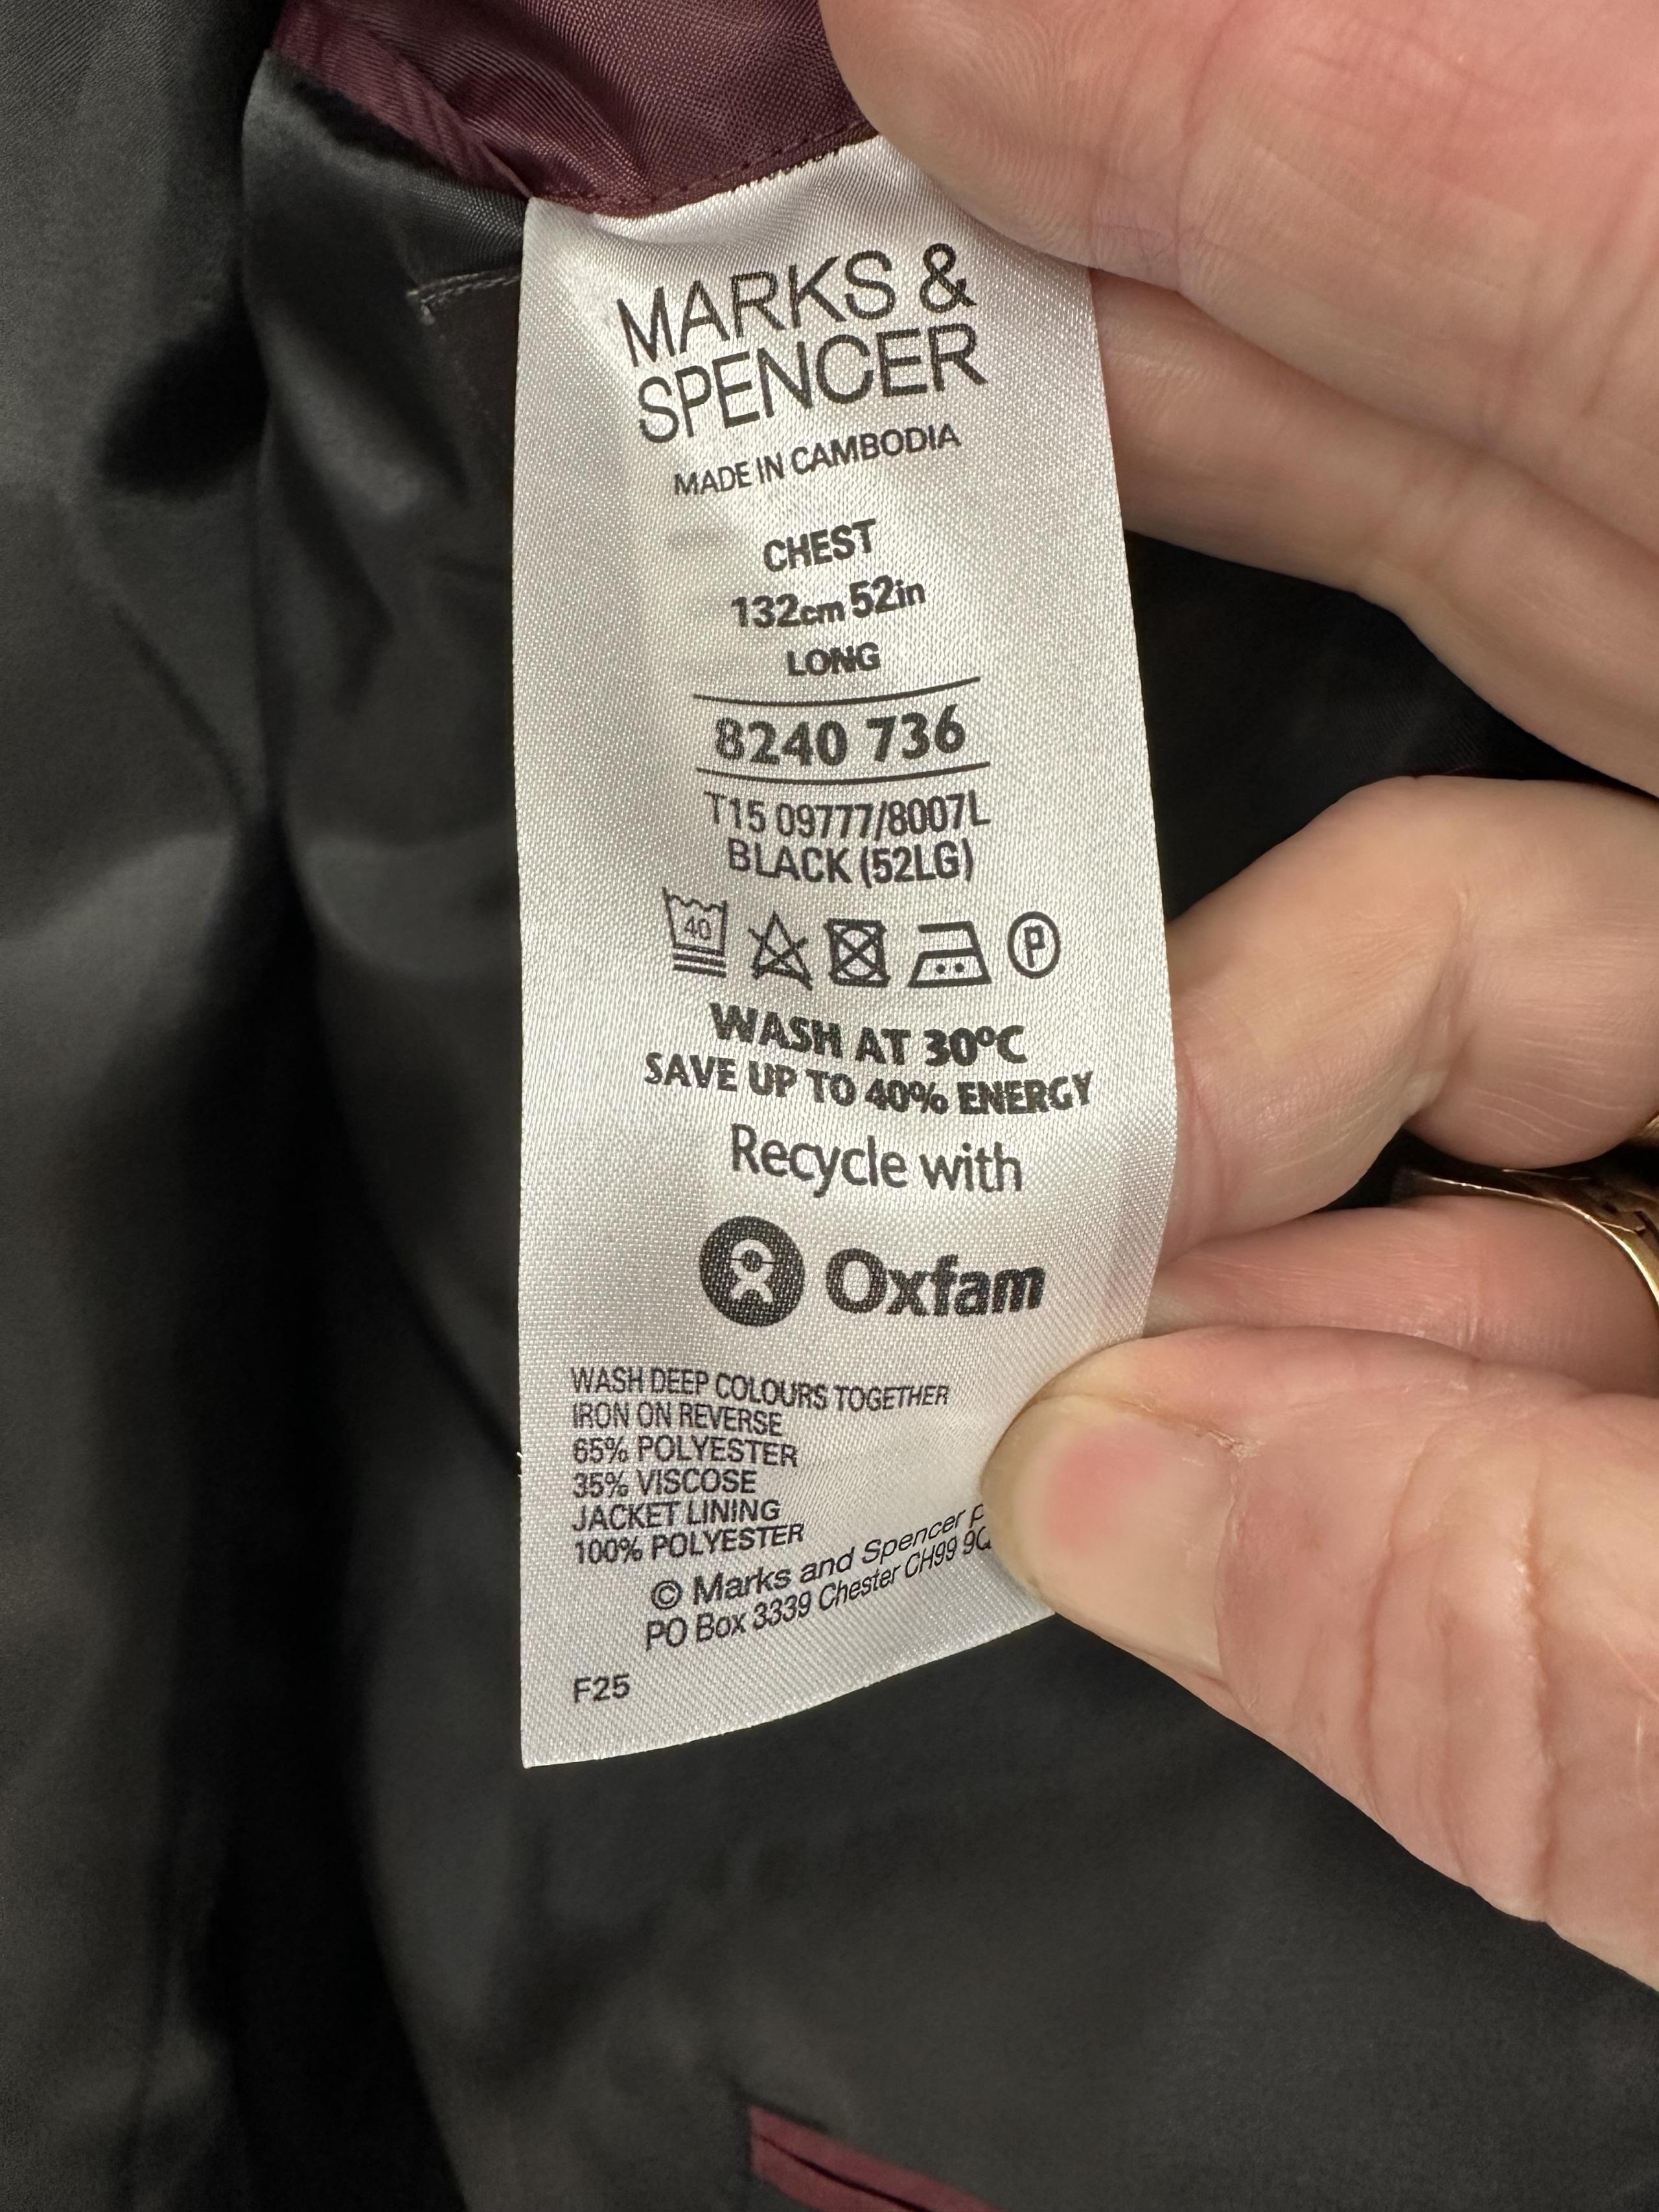 MARKS &
SPENCER
MADE IN CAMBODIA
CHEST
132cm 52in
LONG
8240 736
T15 09777/8007L
BLACK (52LG)
40
P
WASH AT 30°C
SAVE UP TO 40% ENERGY
Recycle with
Oxfam
WASH DEEP COLOURS TOGETHER
IRON ON REVERSE
65% POLYESTER
35% VISCOSE
JACKET LINING
100% POLYESTER
© Marks and Spencer
PO Box 3339 Chester CH99
F25